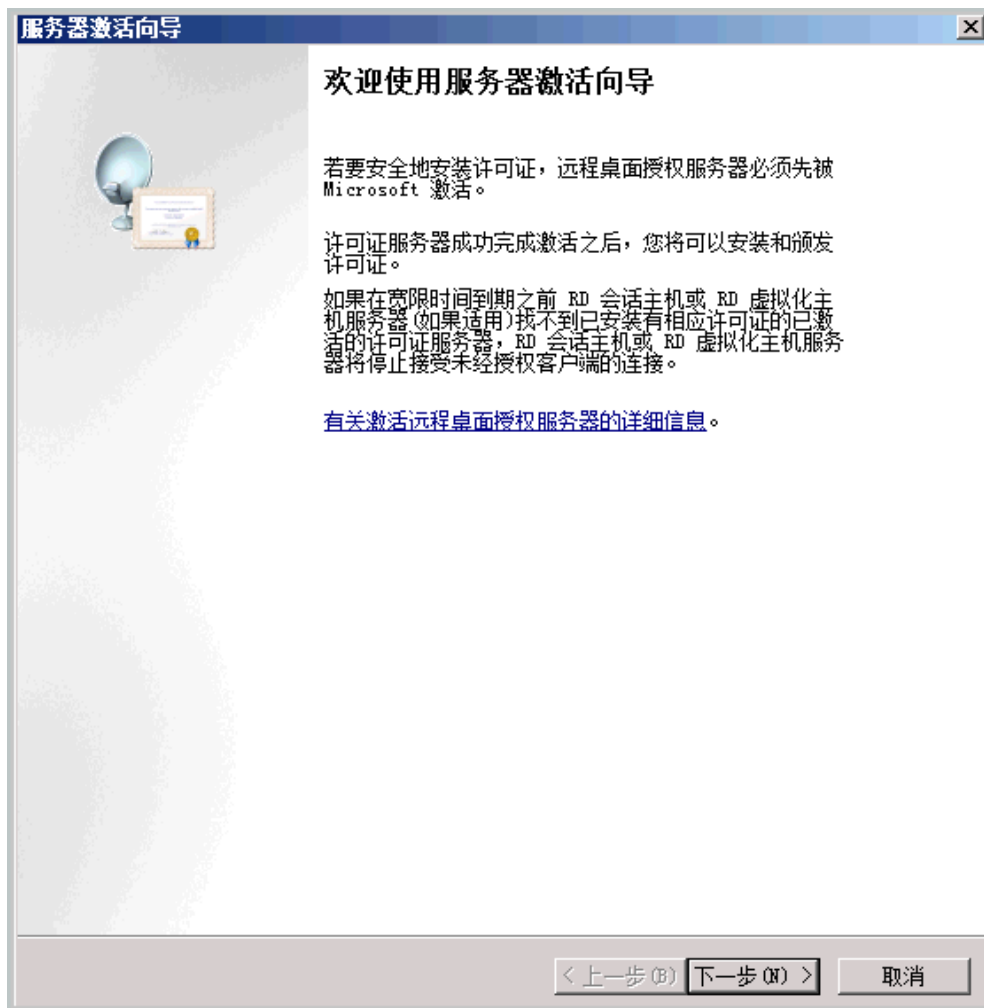 服务器激活向导
欢迎使用服务器激活向导
若要安全地安装许可证，远程桌面授权服务器必须先被
Microsoft 激活。
许可证服务器成功完成激活之后，您将可以安装和颁发
许可证。
如果在宽限时间到期之前 RD 会话主机或 RD 虚拟化主
机服务器(如果适用)找不到已安装有相应许可证的已激
活的许可证服务器，RD 会话主机或 RD 虚拟化主机服务
器将停止接受未经授权客户端的连接。
有关激活远程桌面授权服务器的详细信息。
< 上一步(B) 下一步(N) > 取消